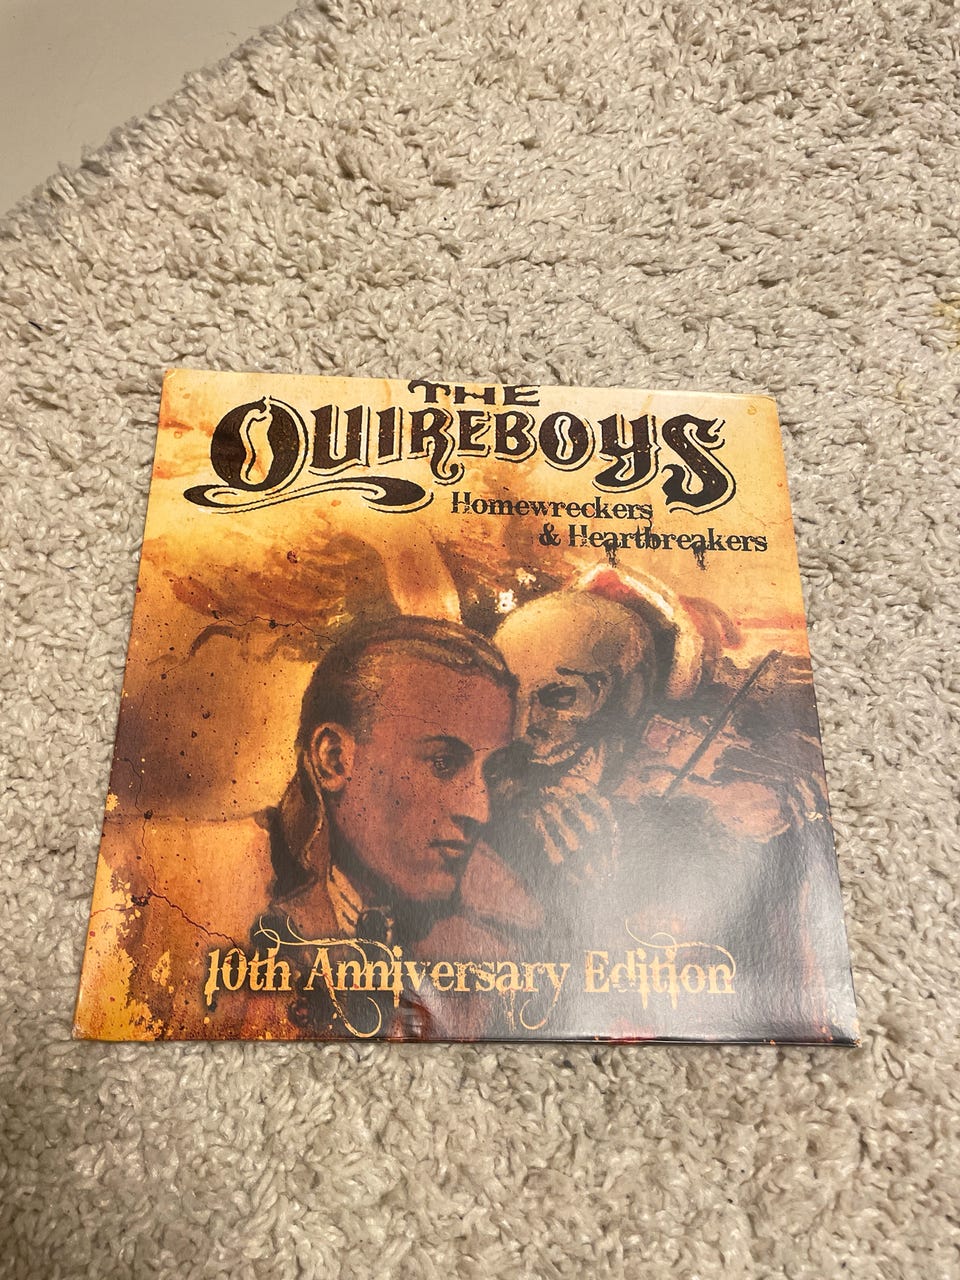 THE
QUIREBOYS
Homewreckers
& Heartbreakers
10th Anniversary Edition